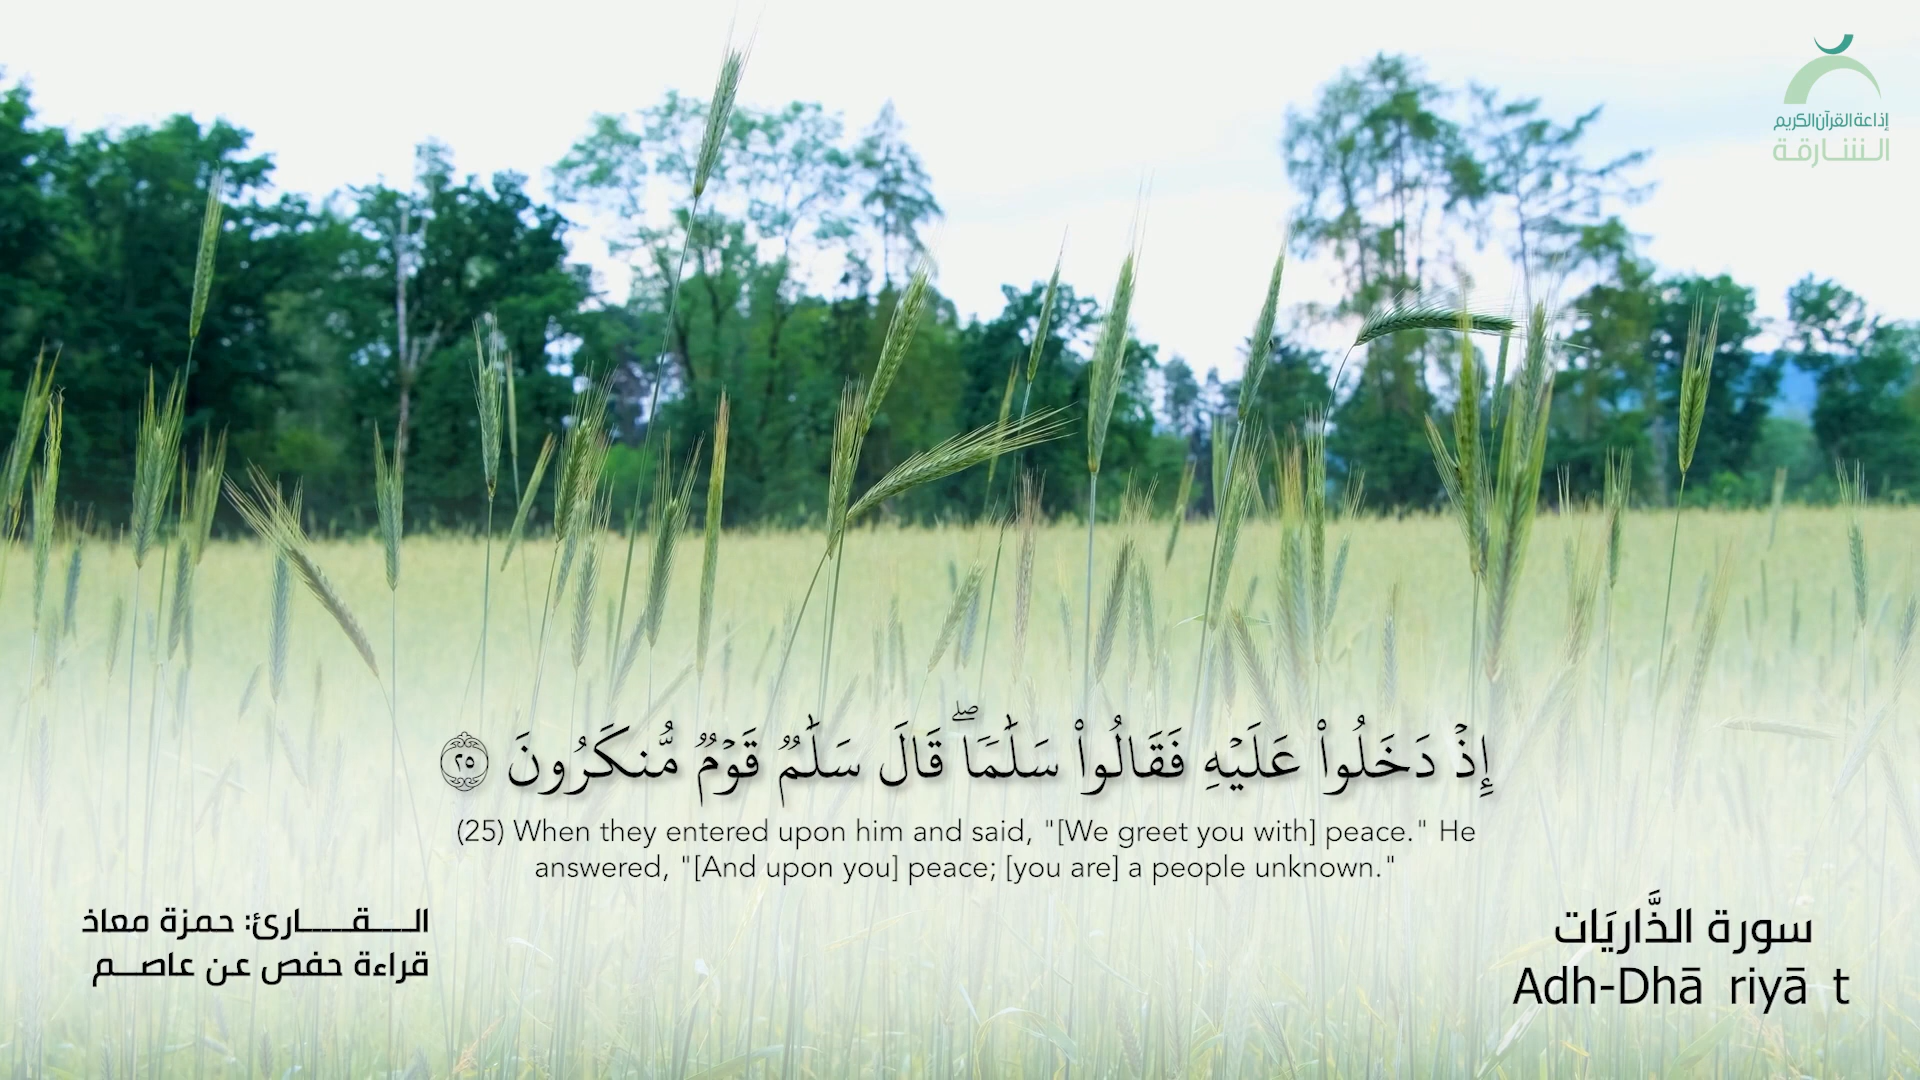 إذاعة القرآن الكريم
الشارقة
إِذۡ دَخَلُواْ عَلَيۡهِ فَقَالُواْ سَلَٰمٗاۖ قَالَ سَلَٰمٞ قَوۡمٞ مُّنكَرُونَ ٢٥
(25) When they entered upon him and said, "[We greet you with] peace." He
answered, "[And upon you] peace; [you are] a people unknown."
القارئ: حمزة معاذ
قراءة حفص عن عاصم
سورة الذَّاريَات
Adh-Dhā riyā t